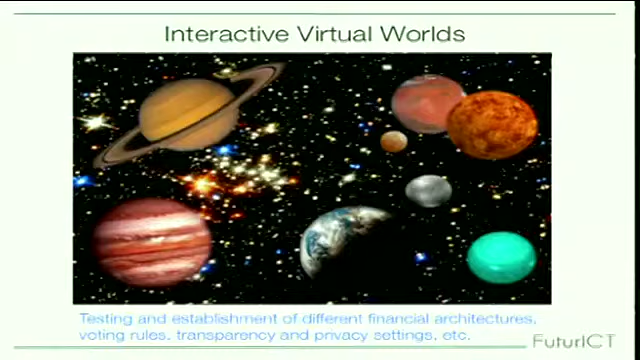 Interactive Virtual Worlds
Testing and establishment of different financial architectures,
voting rules, transparency and privacy settings, etc.
FuturICT